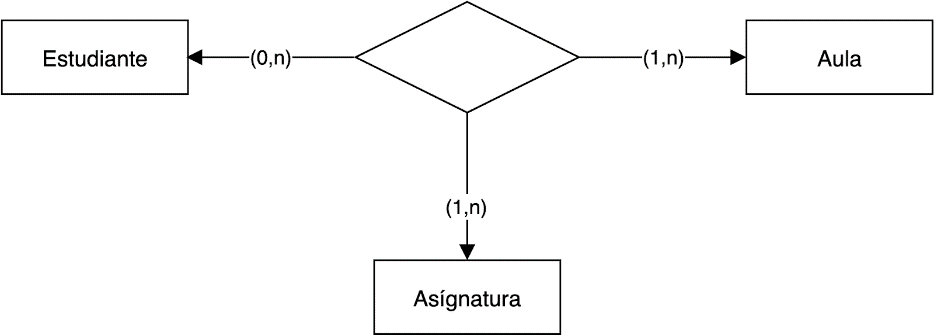 Estudiante
(0,n)
(1,n)
Aula
(1,n)
Asígnatura